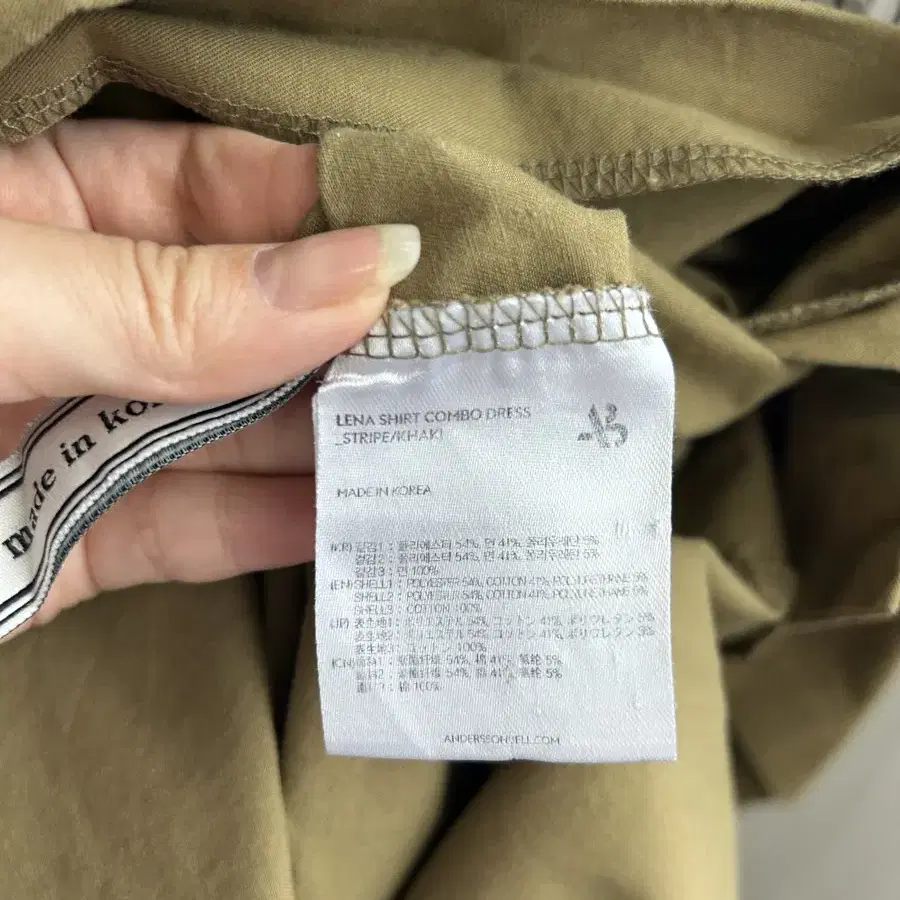 made in ko
LENA SHIRT COMBO DRESS
_STRIPE/KHAKI
MADE IN KOREA
(KR) 겉감1 : 폴리에스터 54%, 면 41%, 폴리우레탄 5%
겉감2 : 폴리에스터 54%, 면 41%, 폴리우레탄 5%
겉감3 : 면 100%
(EN) SHELL1 : POLYESTER 54%, COTTON 41%, POLYURETHANE 5%
SHELL2 : POLYESTER 54%, COTTON 41%, POLYURETHANE 5%
SHELL3 : COTTON 100%
(JP) 表生地1 : ポリエステル 54%, コットン 41%, ポリウレタン 5%
表生地2 : ポリエステル 54%, コットン 41%, ポリウレタン 5%
表生地3 : コットン 100%
(CN) 面料1 : 聚酯纤维 54%, 棉 41%, 氨纶 5%
面料2 : 聚酯纤维 54%, 棉 41%, 氨纶 5%
面料3 : 棉 100%
ANDERSSONBELL.COM